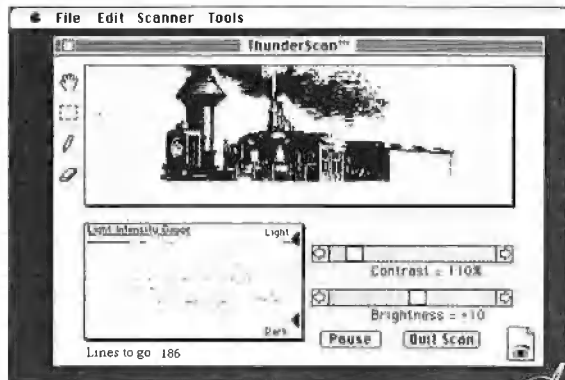 File Edit Scanner Tools
ThunderScan™
Light Intensity
Light
Dark
Contrast = 110%
Brightness = +10
Pause Quit Scan
Lines to go 186